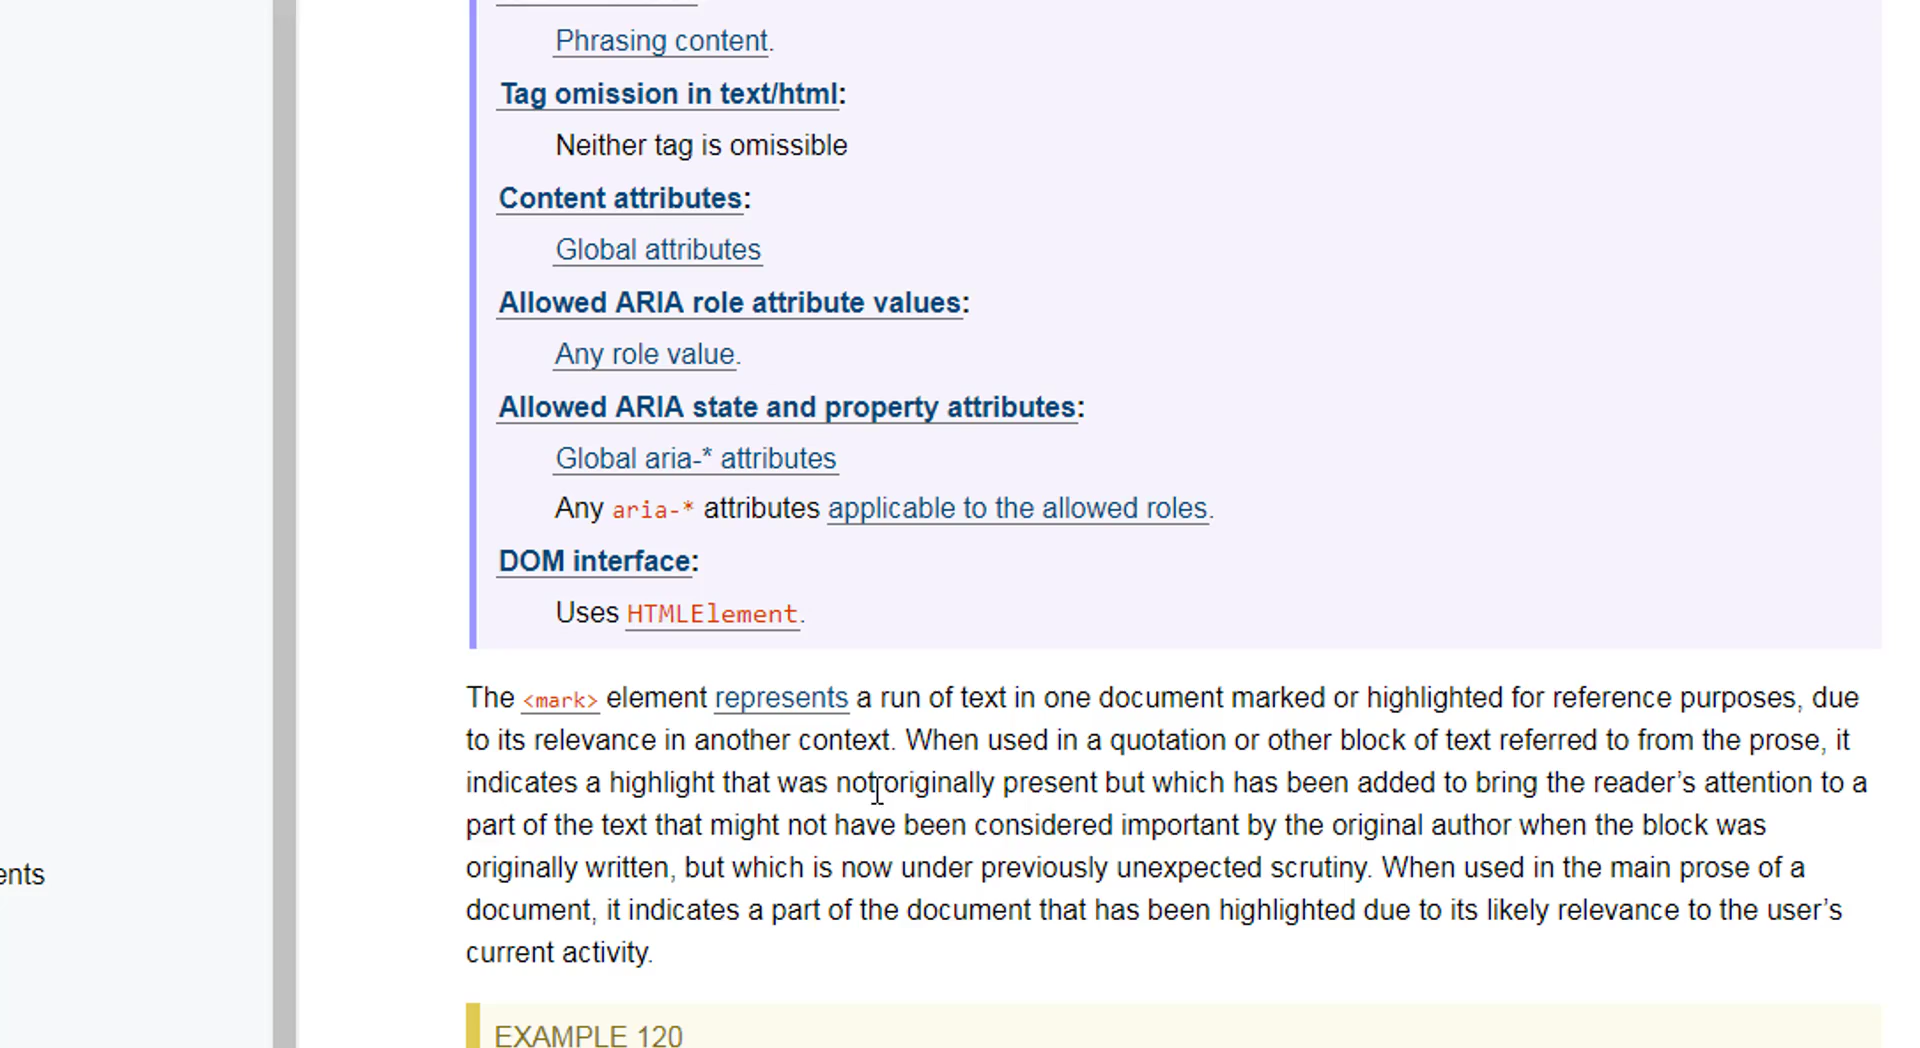 Phrasing content.
Tag omission in text/html:
Neither tag is omissible
Content attributes:
Global attributes
Allowed ARIA role attribute values:
Any role value.
Allowed ARIA state and property attributes:
Global aria-* attributes
Any aria-* attributes applicable to the allowed roles.
DOM interface:
Uses HTMLElement.
The <mark> element represents a run of text in one document marked or highlighted for reference purposes, due
to its relevance in another context. When used in a quotation or other block of text referred to from the prose, it
indicates a highlight that was not originally present but which has been added to bring the reader’s attention to a
part of the text that might not have been considered important by the original author when the block was
originally written, but which is now under previously unexpected scrutiny. When used in the main prose of a
ents
document, it indicates a part of the document that has been highlighted due to its likely relevance to the user’s
current activity.
EXAMPLE 120